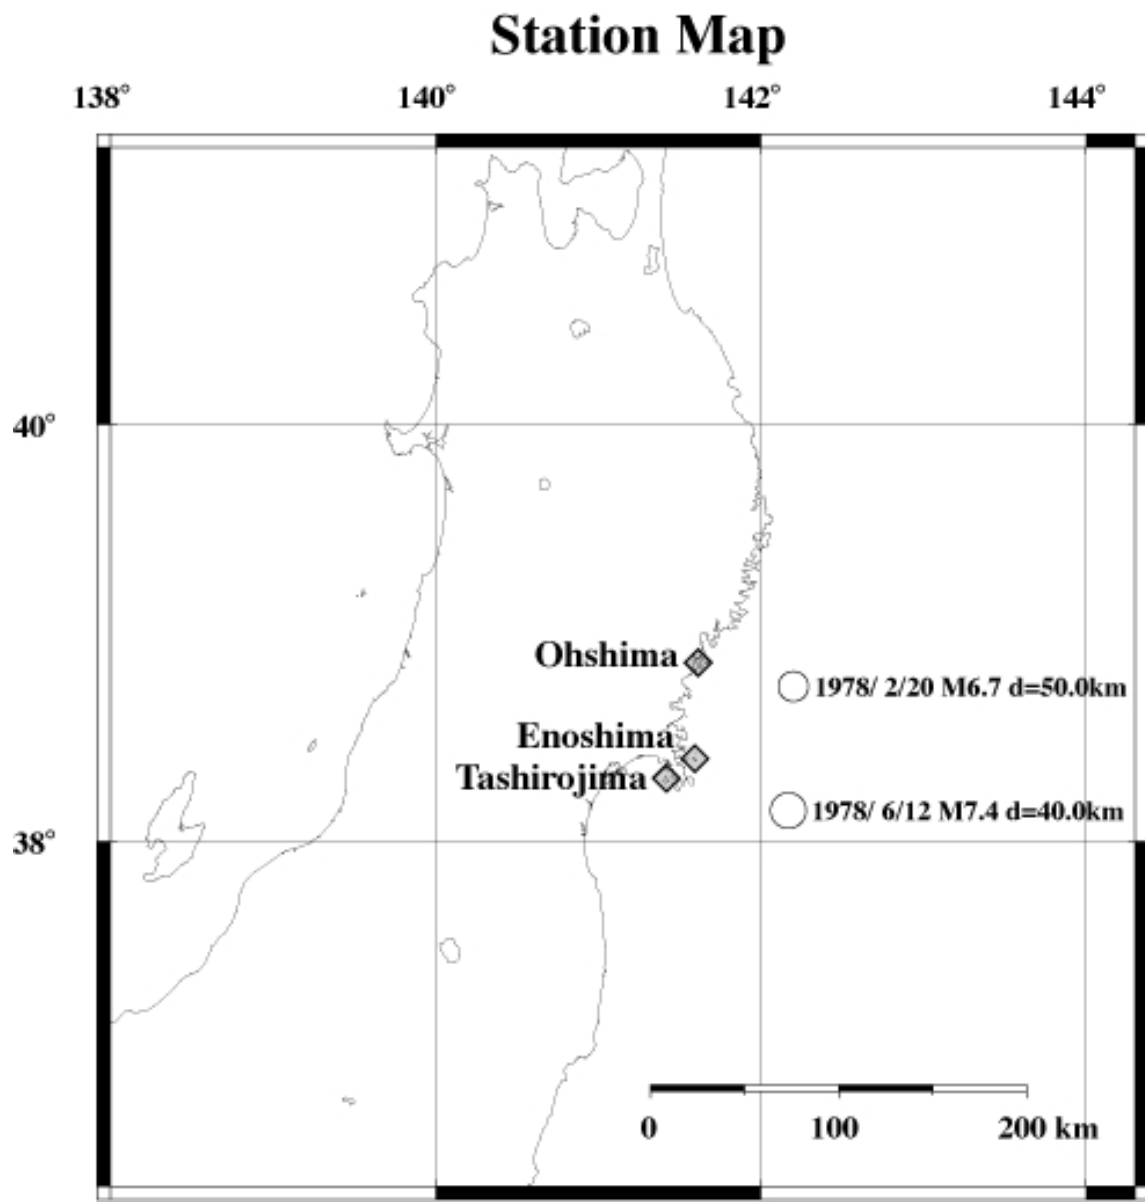 Station Map
138° 140° 142° 144°
40°
Ohshima
1978/ 2/20 M6.7 d=50.0km
Enoshima
Tashirojima
1978/ 6/12 M7.4 d=40.0km
38°
0 100 200 km